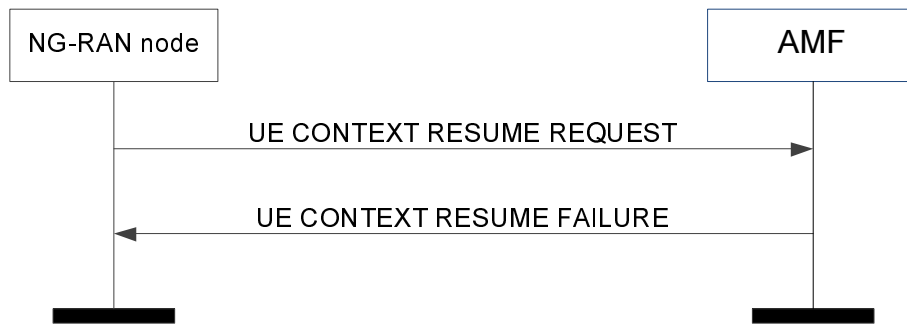 NG-RAN node
AMF
UE CONTEXT RESUME REQUEST
UE CONTEXT RESUME FAILURE